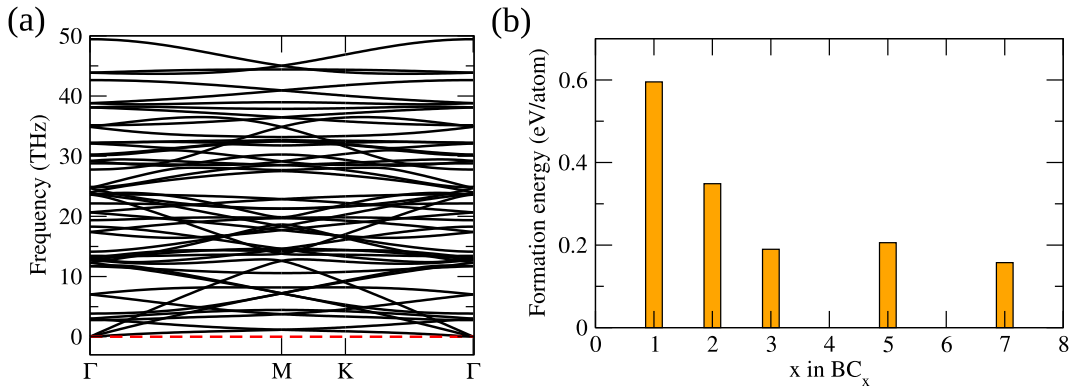 (a)
50
40
30
20
10
0
Frequency (THz)
Γ M K Γ
(b)
0.6
0.4
0.2
0
Formation energy (eV/atom)
0 1 2 3 4 5 6 7 8
x in BCₓ